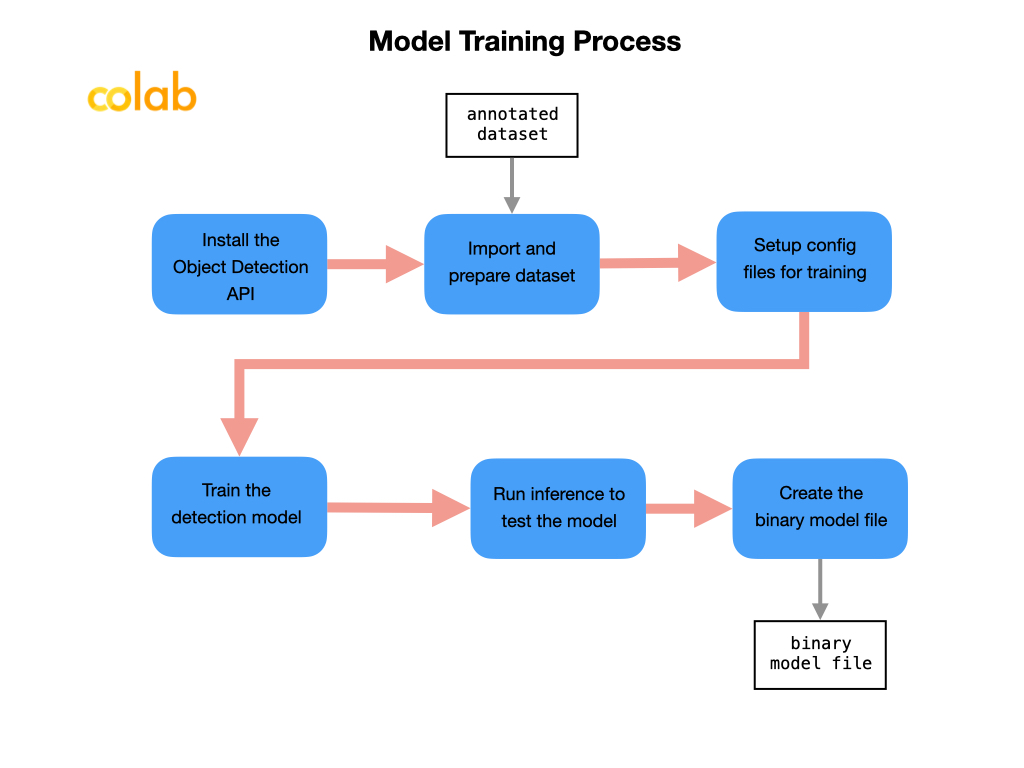 Model Training Process
colab
annotated
dataset
Install the
Object Detection
API
Import and
prepare dataset
Setup config
files for training
Train the
detection model
Run inference to
test the model
Create the
binary model file
binary
model file